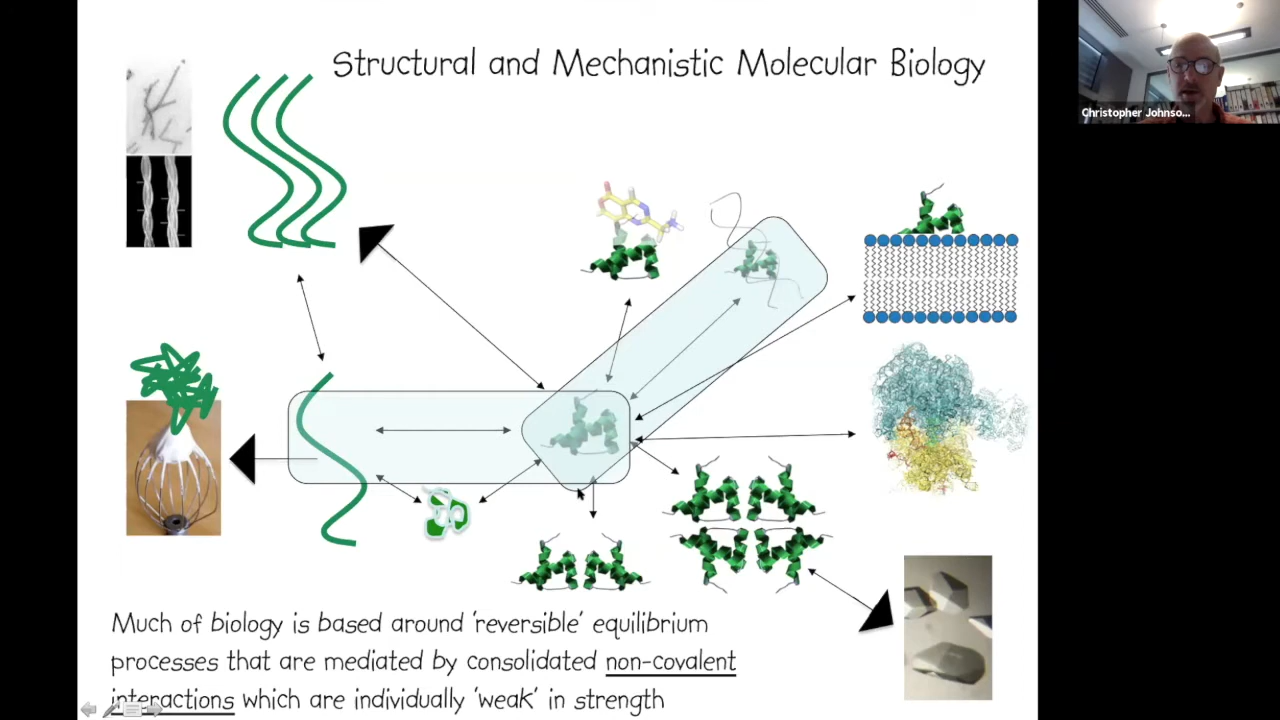 Structural and Mechanistic Molecular Biology
Christopher Johnso...
Much of biology is based around 'reversible' equilibrium
processes that are mediated by consolidated non-covalent
interactions which are individually 'weak' in strength